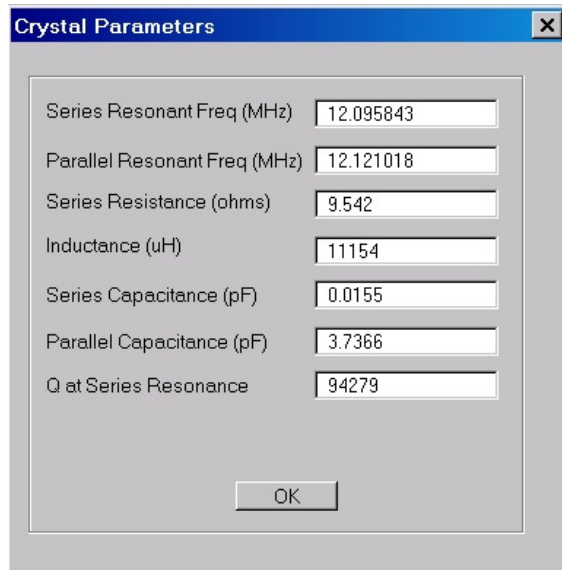 Crystal Parameters
Series Resonant Freq (MHz) 12.095843
Parallel Resonant Freq (MHz) 12.121018
Series Resistance (ohms) 9.542
Inductance (uH) 11154
Series Capacitance (pF) 0.0155
Parallel Capacitance (pF) 3.7366
Q at Series Resonance 94279
OK